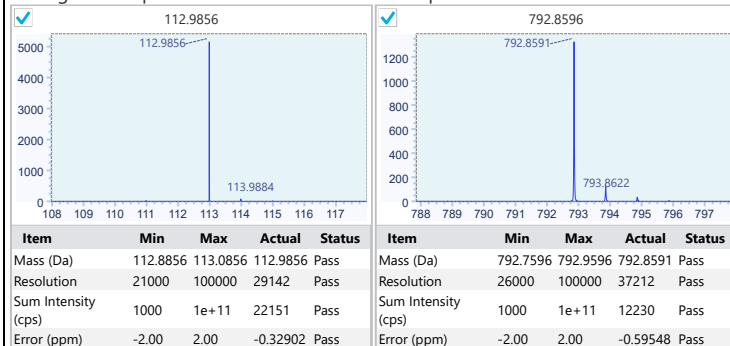 112.9856
112.9856
5000
4000
3000
2000
1000
0
113.9884
108 109 110 111 112 113 114 115 116 117
Item Min Max Actual Status
Mass (Da) 112.8856 113.0856 112.9856 Pass
Resolution 21000 100000 29142 Pass
Sum Intensity
(cps) 1000 1e+11 22151 Pass
Error (ppm) -2.00 2.00 -0.32902 Pass
792.8596
792.8591
1200
1000
800
600
400
200
0
793.8622
788 789 790 791 792 793 794 795 796 797
Item Min Max Actual Status
Mass (Da) 792.7596 792.9596 792.8591 Pass
Resolution 26000 100000 37212 Pass
Sum Intensity
(cps) 1000 1e+11 12230 Pass
Error (ppm) -2.00 2.00 -0.59548 Pass